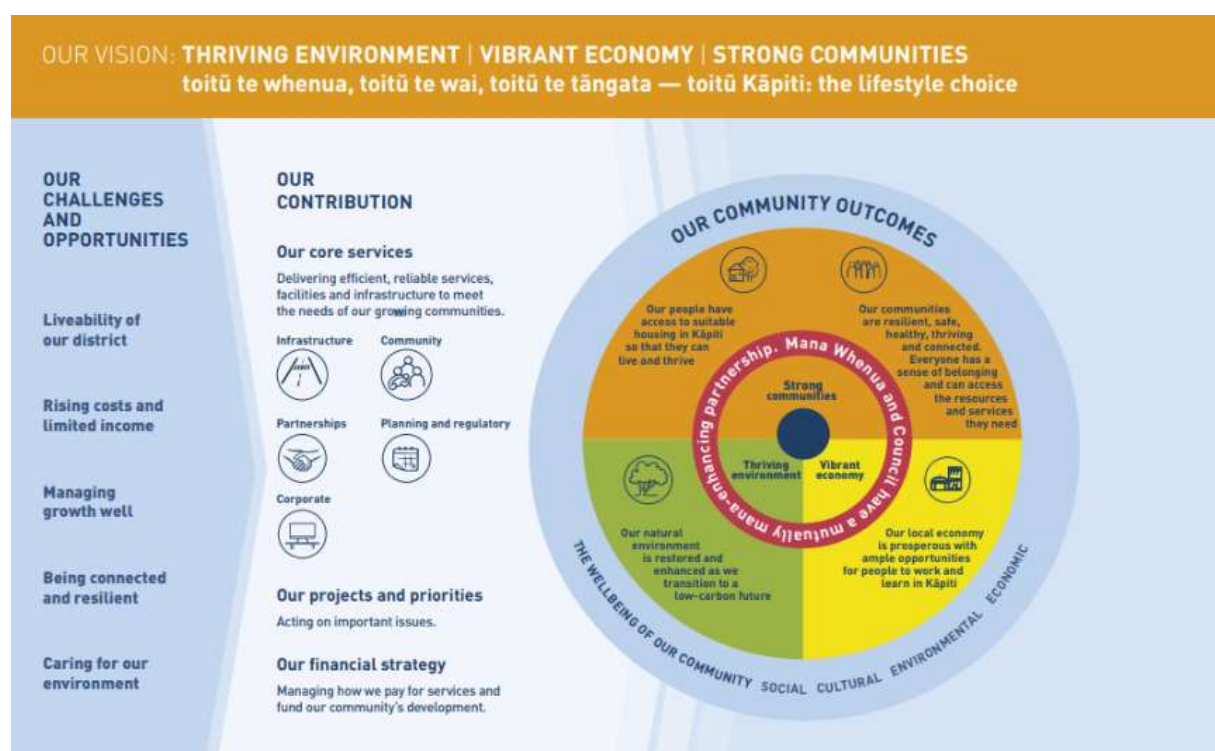 OUR VISION: THRIVING ENVIRONMENT | VIBRANT ECONOMY | STRONG COMMUNITIES
toitū te whenua, toitū te wai, toitū te tāngata — toitū Kāpiti: the lifestyle choice
OUR
CHALLENGES
AND
OPPORTUNITIES
Liveability of
our district
Rising costs and
limited income
Managing
growth well
Being connected
and resilient
Caring for our
environment
OUR
CONTRIBUTION
Our core services
Delivering efficient, reliable services,
facilities and infrastructure to meet
the needs of our growing communities.
Infrastructure
Community
Partnerships
Planning and regulatory
Corporate
Our projects and priorities
Acting on important issues.
Our financial strategy
Managing how we pay for services and
fund our community's development.
OUR COMMUNITY OUTCOMES
Our people have
access to suitable
housing in Kāpiti
so that they can
live and thrive
Our communities
are resilient, safe,
healthy, thriving
and connected.
Everyone has a
sense of belonging
and can access
the resources
and services
they need
Mana Whenua and Council have a mutually mana-enhancing partnership.
Strong
communities
Thriving
environment
Vibrant
economy
Our natural
environment
is restored and
enhanced as we
transition to a
low-carbon future
Our local economy
is prosperous with
ample opportunities
for people to work and
learn in Kāpiti
THE WELLBEING OF OUR COMMUNITY SOCIAL CULTURAL ENVIRONMENTAL ECONOMIC